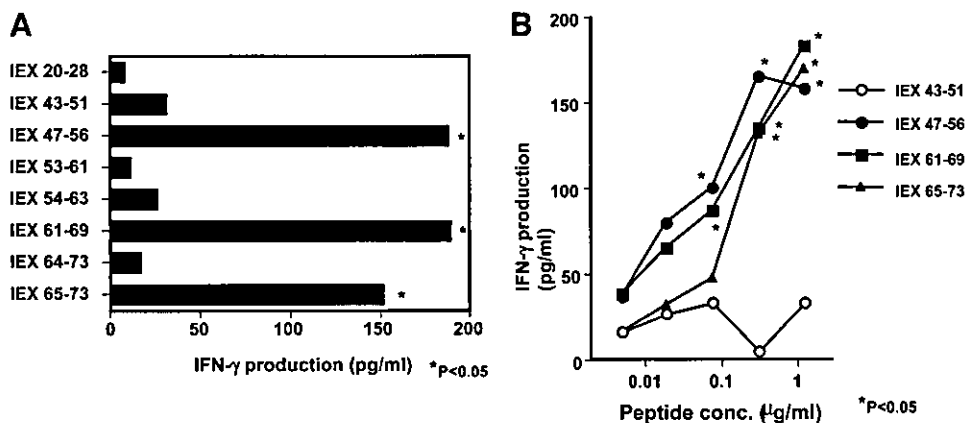 A
IEX 20-28
IEX 43-51
IEX 47-56
*
IEX 53-61
IEX 54-63
IEX 61-69
*
IEX 64-73
IEX 65-73
*
0 50 100 150 200
IFN-γ production (pg/ml)
*P<0.05
B
200
150
100
50
0
IFN-γ production
(pg/ml)
* * * * * * * *
0.01 0.1 1
Peptide conc. (μg/ml)
*P<0.05
IEX 43-51
IEX 47-56
IEX 61-69
IEX 65-73